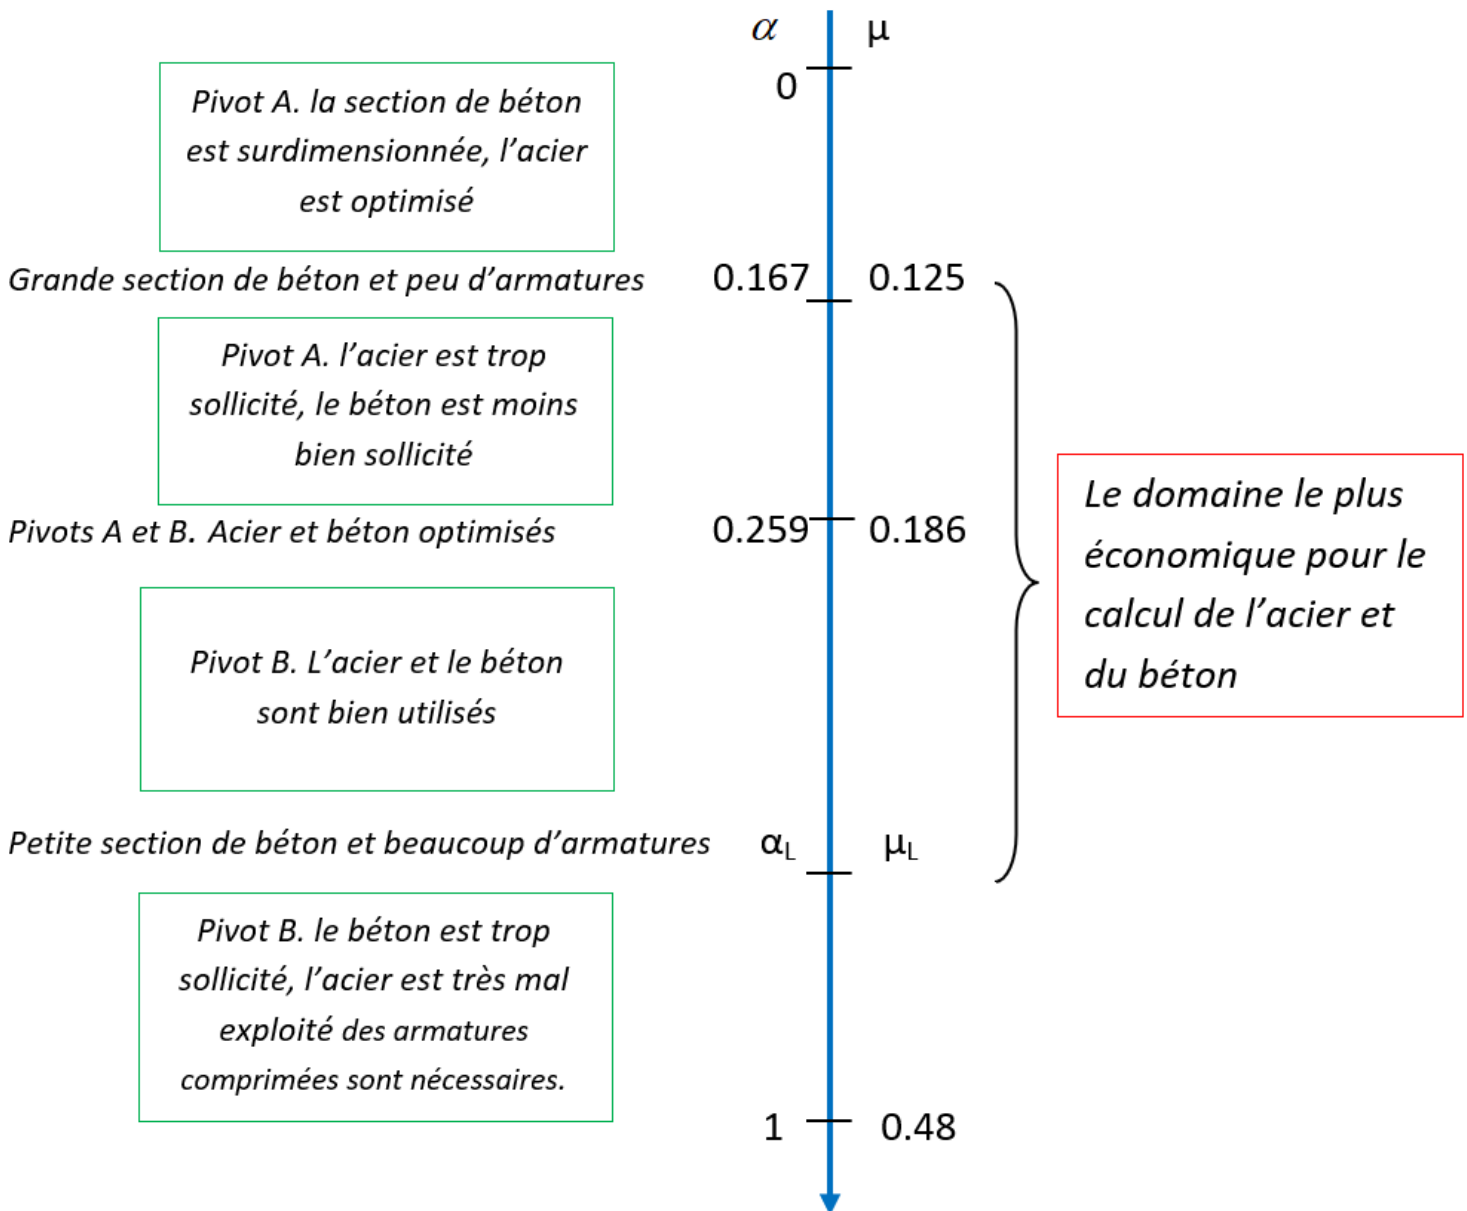 α μ
0
Pivot A. la section de béton
est surdimensionnée, l’acier
est optimisé
Grande section de béton et peu d’armatures 0.167 0.125
Pivot A. l’acier est trop
sollicité, le béton est moins
bien sollicité
Pivots A et B. Acier et béton optimisés 0.259 0.186
Le domaine le plus
économique pour le
calcul de l’acier et
du béton
Pivot B. L’acier et le béton
sont bien utilisés
Petite section de béton et beaucoup d’armatures αL μL
Pivot B. le béton est trop
sollicité, l’acier est très mal
exploité des armatures
comprimées sont nécessaires.
1 0.48